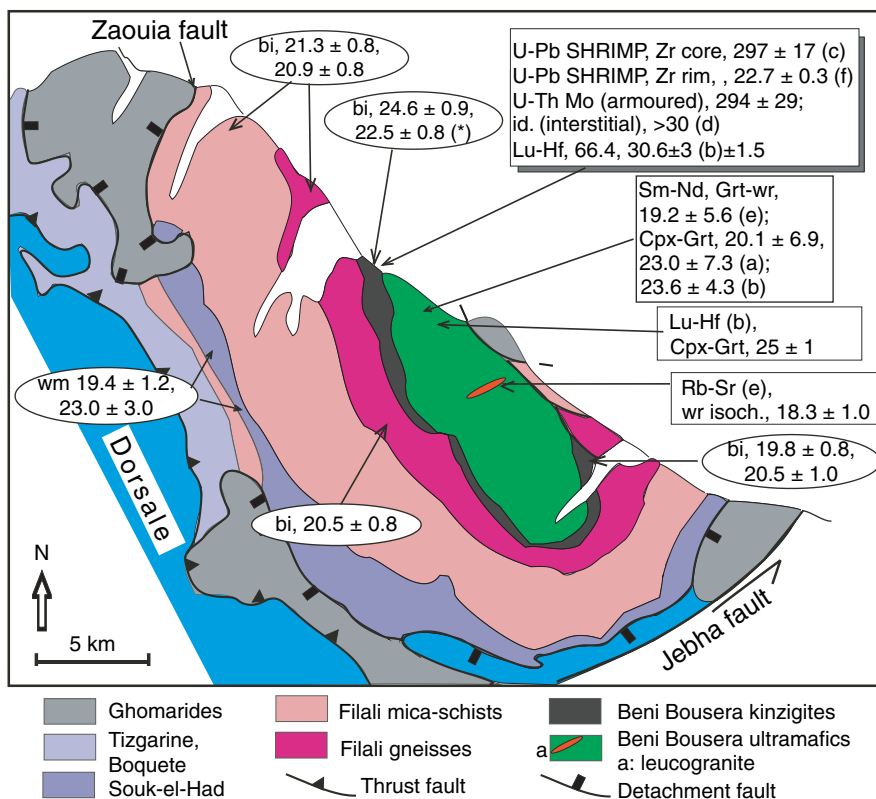 Zaouia fault
bi, 21.3 ± 0.8,
20.9 ± 0.8
bi, 24.6 ± 0.9,
22.5 ± 0.8 (*)
U-Pb SHRIMP, Zr core, 297 ± 17 (c)
U-Pb SHRIMP, Zr rim, , 22.7 ± 0.3 (f)
U-Th Mo (armoured), 294 ± 29;
id. (interstitial), >30 (d)
Lu-Hf, 66.4, 30.6±3 (b)±1.5
Sm-Nd, Grt-wr,
19.2 ± 5.6 (e);
Cpx-Grt, 20.1 ± 6.9,
23.0 ± 7.3 (a);
23.6 ± 4.3 (b)
Lu-Hf (b),
Cpx-Grt, 25 ± 1
Rb-Sr (e),
wr isoch., 18.3 ± 1.0
wm 19.4 ± 1.2,
23.0 ± 3.0
bi, 19.8 ± 0.8,
20.5 ± 1.0
bi, 20.5 ± 0.8
Dorsale
N
5 km
Jebha fault
Ghomarides
Tizgarine,
Boquete
Souk-el-Had
Filali mica-schists
Filali gneisses
Thrust fault
Beni Bousera kinzigites
a Beni Bousera ultramafics
a: leucogranite
Detachment fault